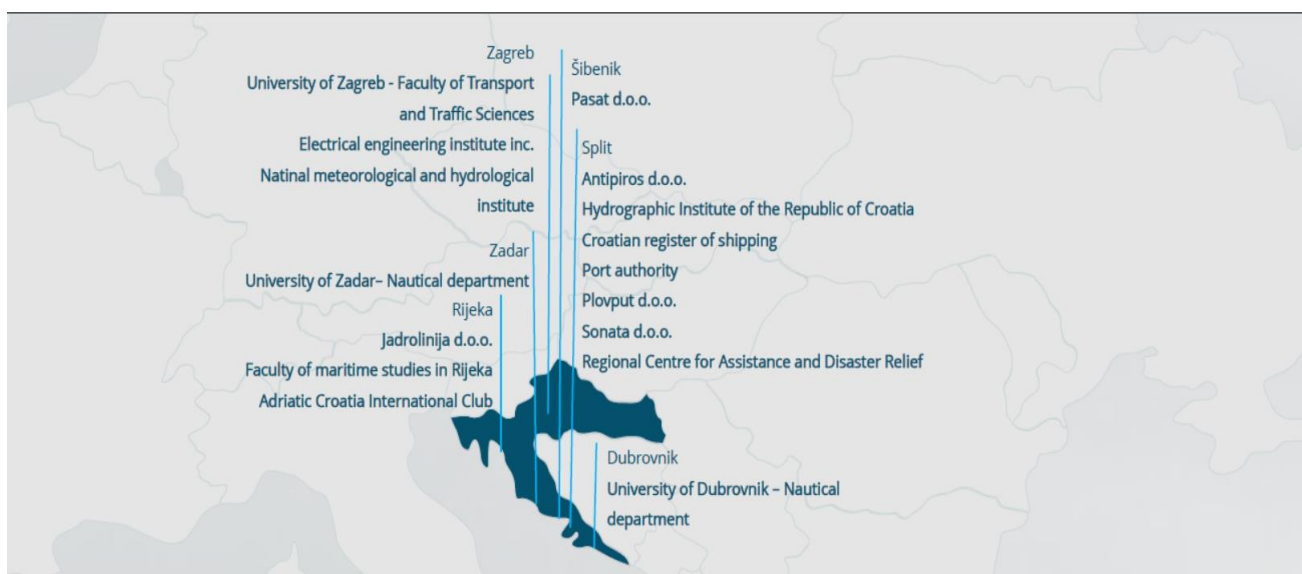 Zagreb
University of Zagreb - Faculty of Transport
and Traffic Sciences
Electrical engineering institute inc.
Natinal meteorological and hydrological
institute
Zadar
University of Zadar– Nautical department
Rijeka
Jadrolinija d.o.o.
Faculty of maritime studies in Rijeka
Adriatic Croatia International Club
Šibenik
Pasat d.o.o.
Split
Antipiros d.o.o.
Hydrographic Institute of the Republic of Croatia
Croatian register of shipping
Port authority
Plovput d.o.o.
Sonata d.o.o.
Regional Centre for Assistance and Disaster Relief
Dubrovnik
University of Dubrovnik – Nautical
department